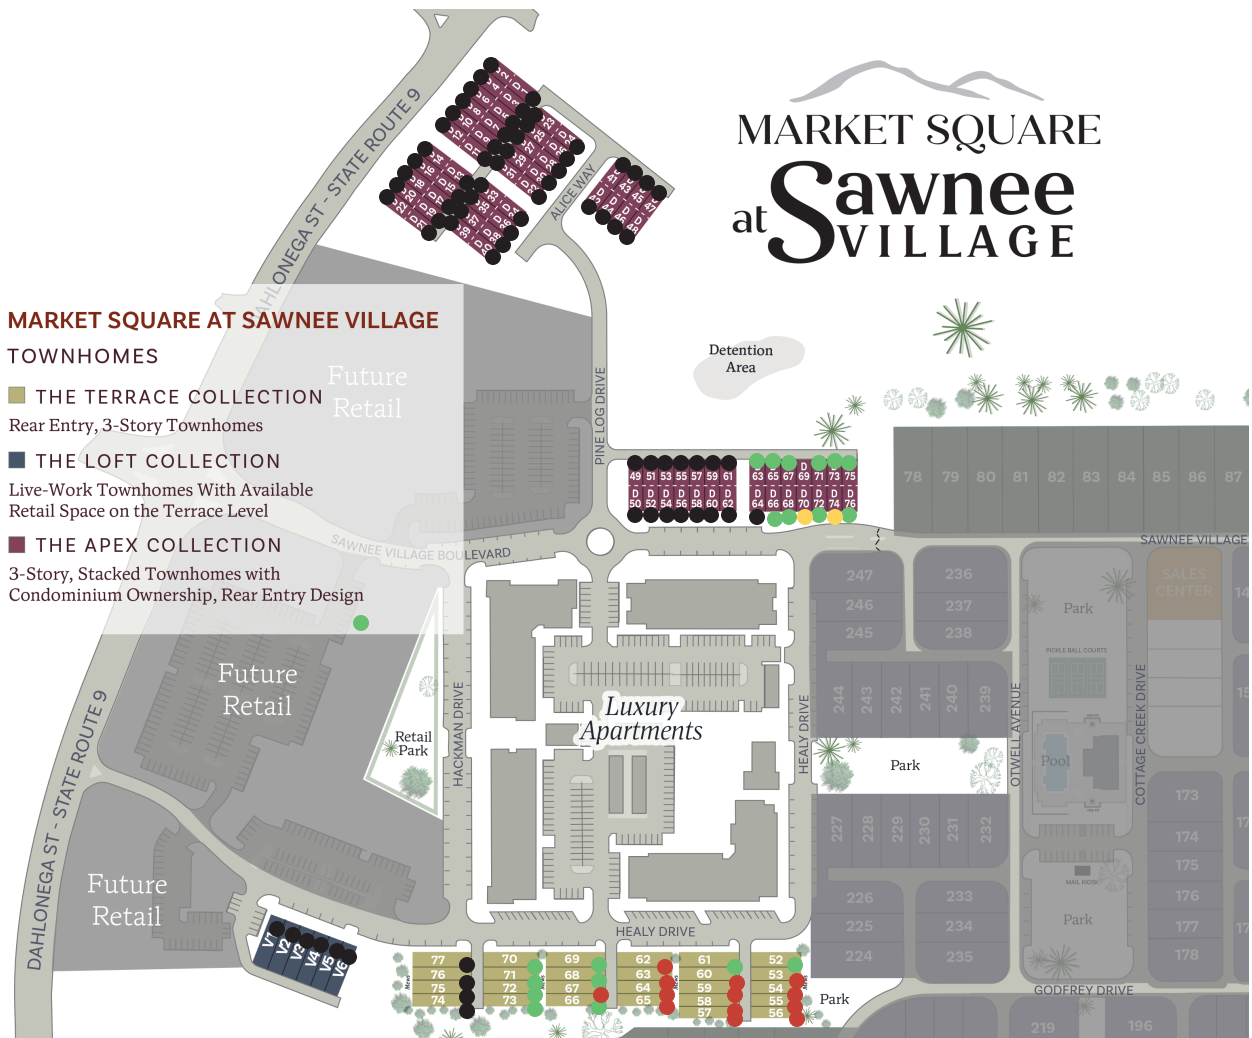 MARKET SQUARE
at Sawnee
VILLAGE
DAHLONEGA ST - STATE ROUTE 9
ALICE WAY
MARKET SQUARE AT SAWNEE VILLAGE
TOWNHOMES
THE TERRACE COLLECTION
Rear Entry, 3-Story Townhomes
THE LOFT COLLECTION
Live-Work Townhomes With Available
Retail Space on the Terrace Level
THE APEX COLLECTION
3-Story, Stacked Townhomes with
Condominium Ownership, Rear Entry Design
Future
Retail
Detention
Area
PINE LOG DRIVE
49 51 53 55 57 59 61
D D D D D D D
50 52 54 56 58 60 62
D
63 65 67 69 71 73 75
D D D D D D D
64 66 68 70 72 74 76
78 79 80 81 82 83 84 85 86 87
SAWNEE VILLAGE BOULEVARD
SAWNEE VILLAGE
247
246
245
236
237
238
SALES
CENTER
Park
PICKLE BALL COURTS
244 243 242 241 240 239
Future
Retail
Retail
Park
HACKMAN DRIVE
Luxury
Apartments
HEALY DRIVE
Park
OTWELL AVENUE
Pool
COTTAGE CREEK DRIVE
DAHLONEGA ST - STATE ROUTE 9
227 228 229 230 231 232
173
174
175
176
177
178
MAIL KIOSK
Park
226
225
224
233
234
235
Future
Retail
HEALY DRIVE
V2 V3 V4 V5 V6
77
76
75
74
70
71
72
73
69
68
67
66
62
63
64
65
61
60
59
58
57
52
53
54
55
56
Park
GODFREY DRIVE
219
196